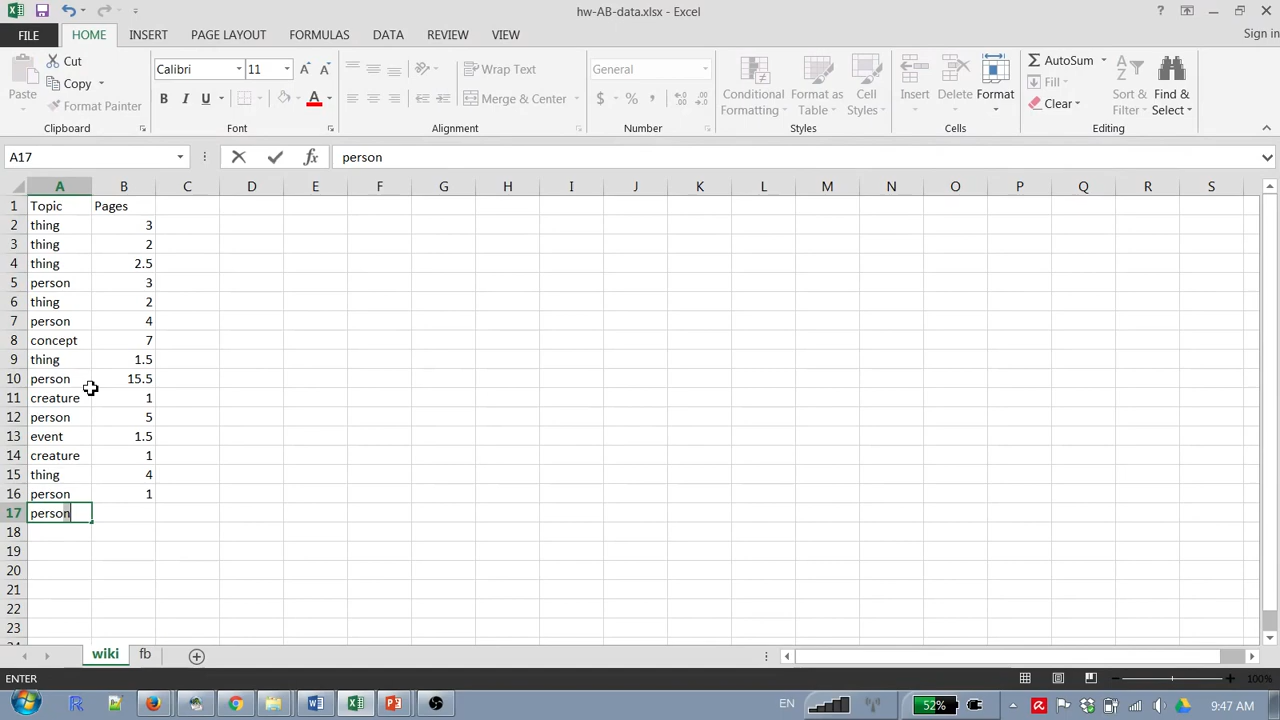 hw-AB-data.xlsx - Excel
?
FILE
HOME
INSERT
PAGE LAYOUT
FORMULAS
DATA
REVIEW
VIEW
Sign in
Paste
Cut
Copy
Format Painter
Clipboard
Calibri
11
A
A
B I U
A
Font
Wrap Text
Merge & Center
Alignment
General
$ % ,
Number
Conditional Formatting
Format as Table
Cell Styles
Styles
Insert
Delete
Format
Cells
AutoSum
Fill
Clear
Sort & Filter
Find & Select
Editing
A17
fx
person
A B C D E F G H I J K L M N O P Q R S
1 Topic Pages
2 thing 3
3 thing 2
4 thing 2.5
5 person 3
6 thing 2
7 person 4
8 concept 7
9 thing 1.5
10 person 15.5
11 creature 1
12 person 5
13 event 1.5
14 creature 1
15 thing 4
16 person 1
17 person
18
19
20
21
22
23
wiki
fb
ENTER
100%
EN
52%
9:47 AM